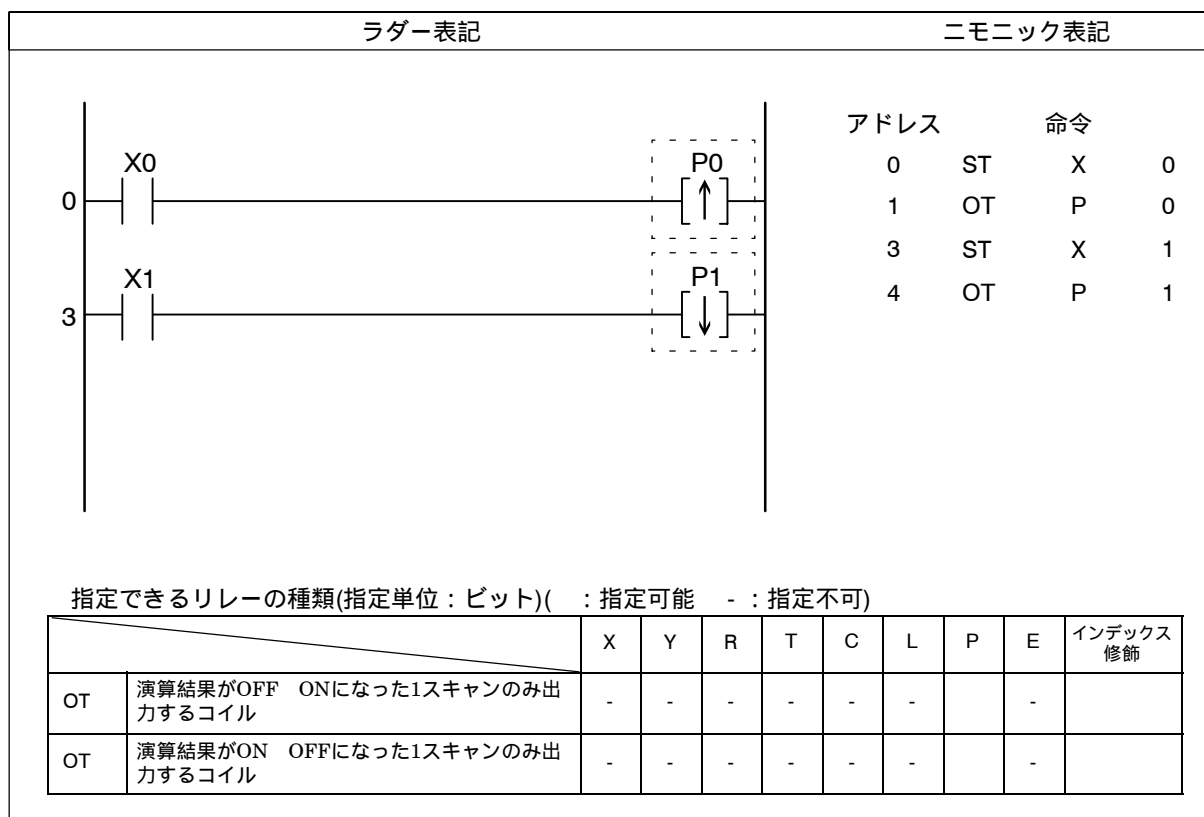 ラダー表記 ニモニック表記
アドレス 命令
X0 P0
0
0 ST X 0
1 OT P 0
X1 P1
3
3 ST X 1
4 OT P 1
指定できるリレーの種類(指定単位：ビット)( ：指定可能 -：指定不可)
X Y R T C L P E インデックス
修飾
OT 演算結果がOFF ONになった1スキャンのみ出
力するコイル - - - - - - -
OT 演算結果がON OFFになった1スキャンのみ出
力するコイル - - - - - - -